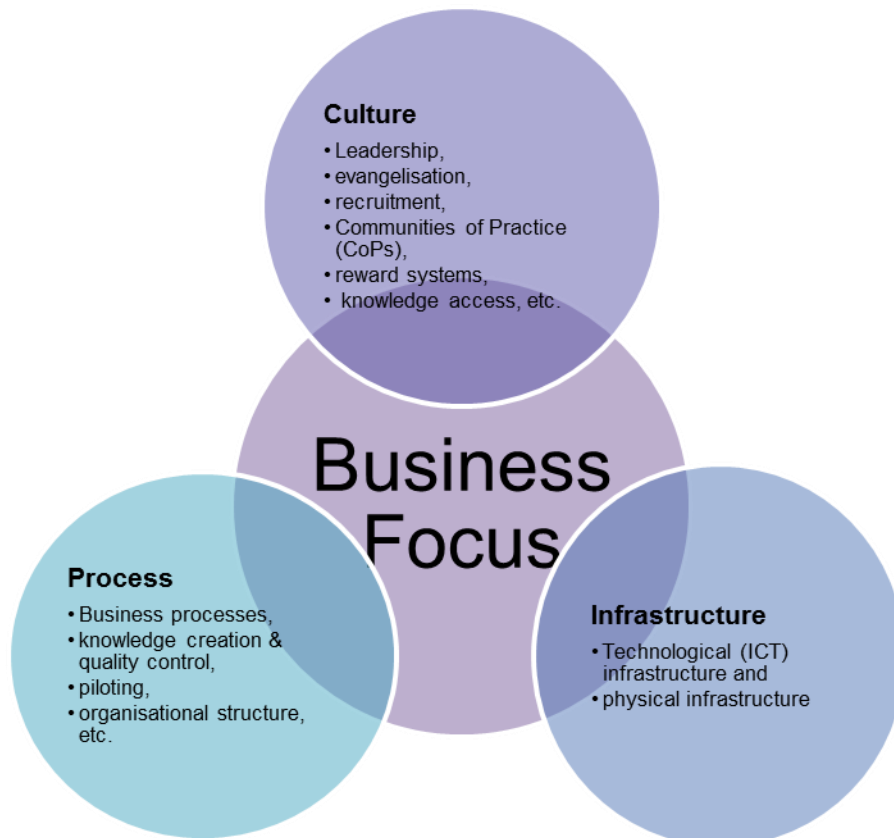 Culture
• Leadership,
• evangelisation,
• recruitment,
• Communities of Practice
(CoPs),
• reward systems,
• knowledge access, etc.
Business
Focus
Process
• Business processes,
• knowledge creation &
quality control,
• piloting,
• organisational structure,
etc.
Infrastructure
• Technological (ICT)
infrastructure and
• physical infrastructure